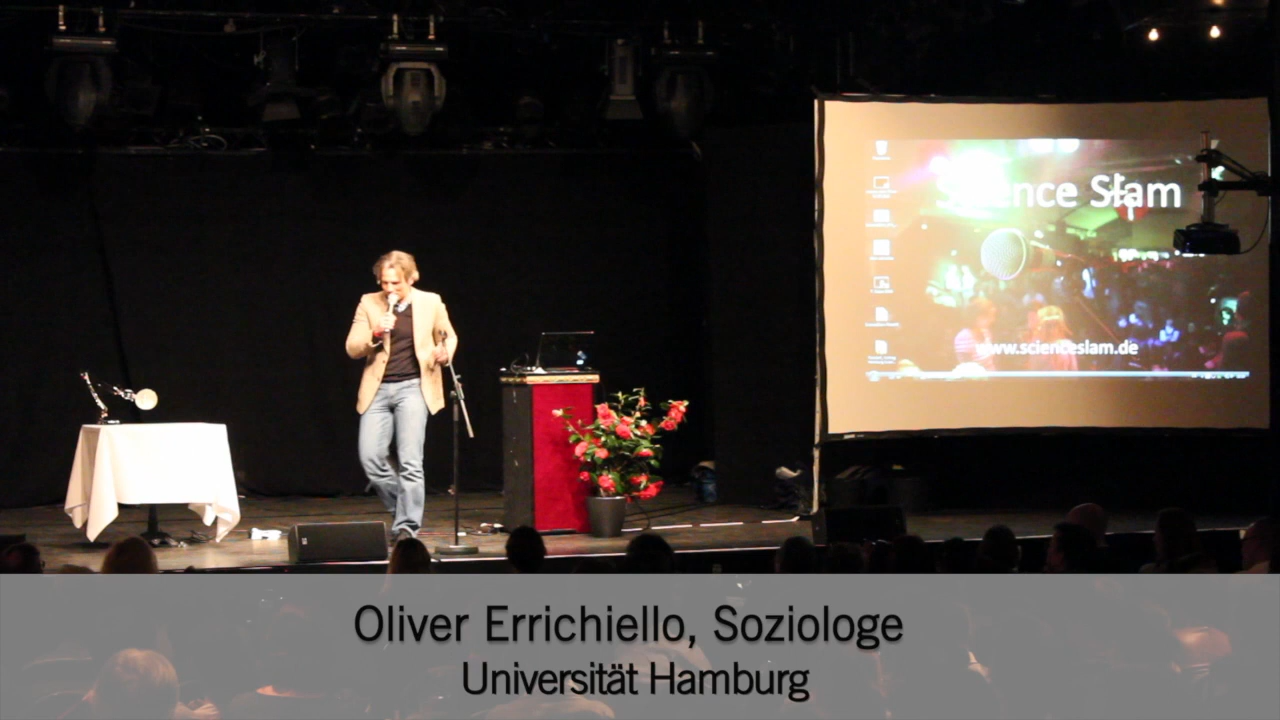 Science Slam
www.scienceslam.de
Oliver Errichiello, Soziologe
Universität Hamburg